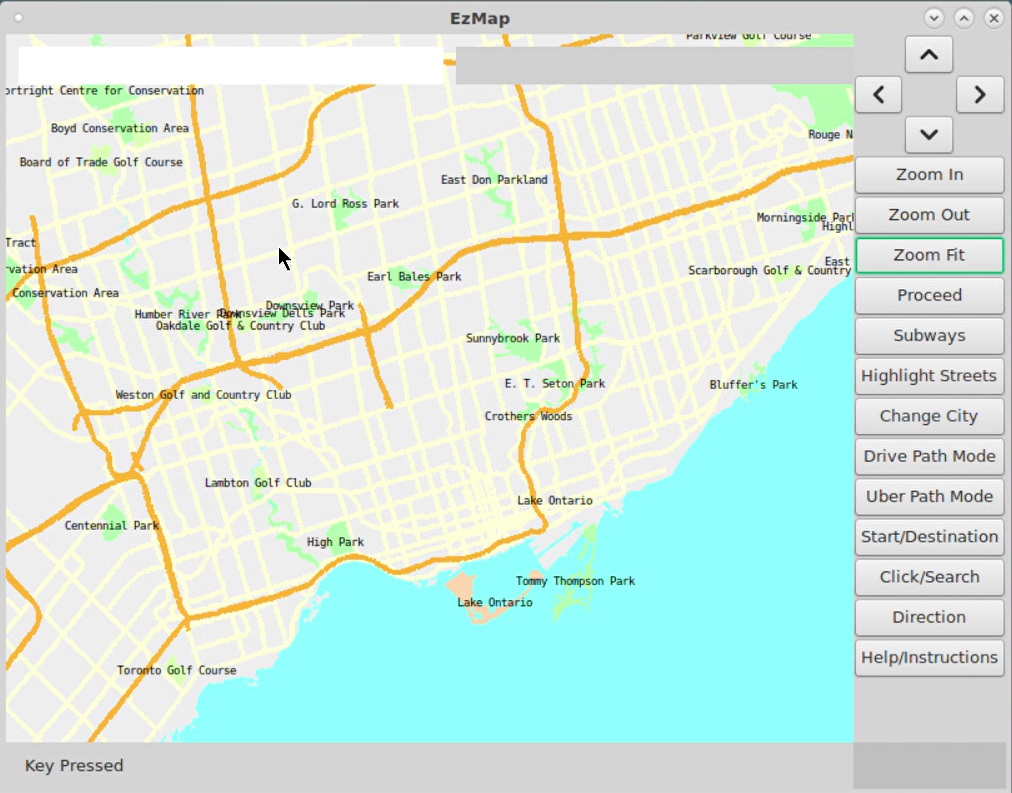 EzMap
Parkview Golf Course
ortright Centre for Conservation
Boyd Conservation Area
Rouge N
Board of Trade Golf Course
East Don Parkland
G. Lord Ross Park
Morningside Park
Highl
Tract
East
vation Area
Scarborough Golf & Country
Earl Bales Park
Conservation Area
Downsview Park
Humber River Park
Downsview Dells Park
Oakdale Golf & Country Club
Sunnybrook Park
E. T. Seton Park
Bluffer's Park
Weston Golf and Country Club
Crothers Woods
Lambton Golf Club
Lake Ontario
Centennial Park
High Park
Tommy Thompson Park
Lake Ontario
Toronto Golf Course
Zoom In
Zoom Out
Zoom Fit
Proceed
Subways
Highlight Streets
Change City
Drive Path Mode
Uber Path Mode
Start/Destination
Click/Search
Direction
Help/Instructions
Key Pressed